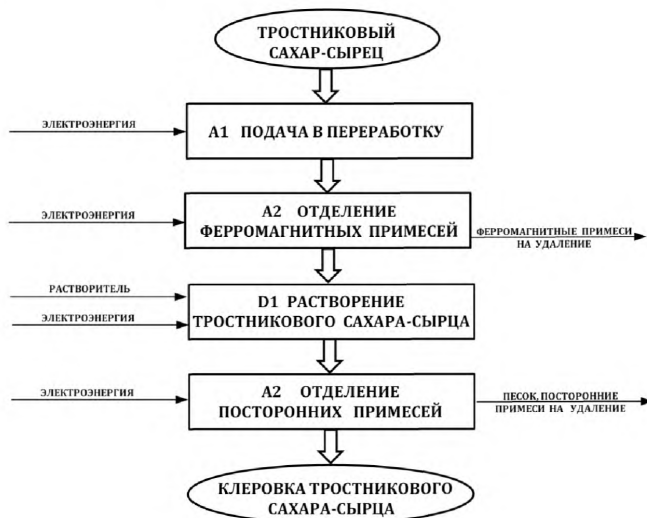 ТРОСТНИКОВЫЙ
САХАР-СЫРЕЦ
ЭЛЕКТРОЭНЕРГИЯ
А1 ПОДАЧА В ПЕРЕРАБОТКУ
ЭЛЕКТРОЭНЕРГИЯ
А2 ОТДЕЛЕНИЕ
ФЕРРОМАГНИТНЫХ ПРИМЕСЕЙ
ФЕРРОМАГНИТНЫЕ ПРИМЕСИ
НА УДАЛЕНИЕ
РАСТВОРИТЕЛЬ
ЭЛЕКТРОЭНЕРГИЯ
D1 РАСТВОРЕНИЕ
ТРОСТНИКОВОГО САХАРА-СЫРЦА
ЭЛЕКТРОЭНЕРГИЯ
А2 ОТДЕЛЕНИЕ
ПОСТОРОННИХ ПРИМЕСЕЙ
ПЕСОК, ПОСТОРОННИЕ
ПРИМЕСИ НА УДАЛЕНИЕ
КЛЕРОВКА ТРОСТНИКОВОГО
САХАРА-СЫРЦА